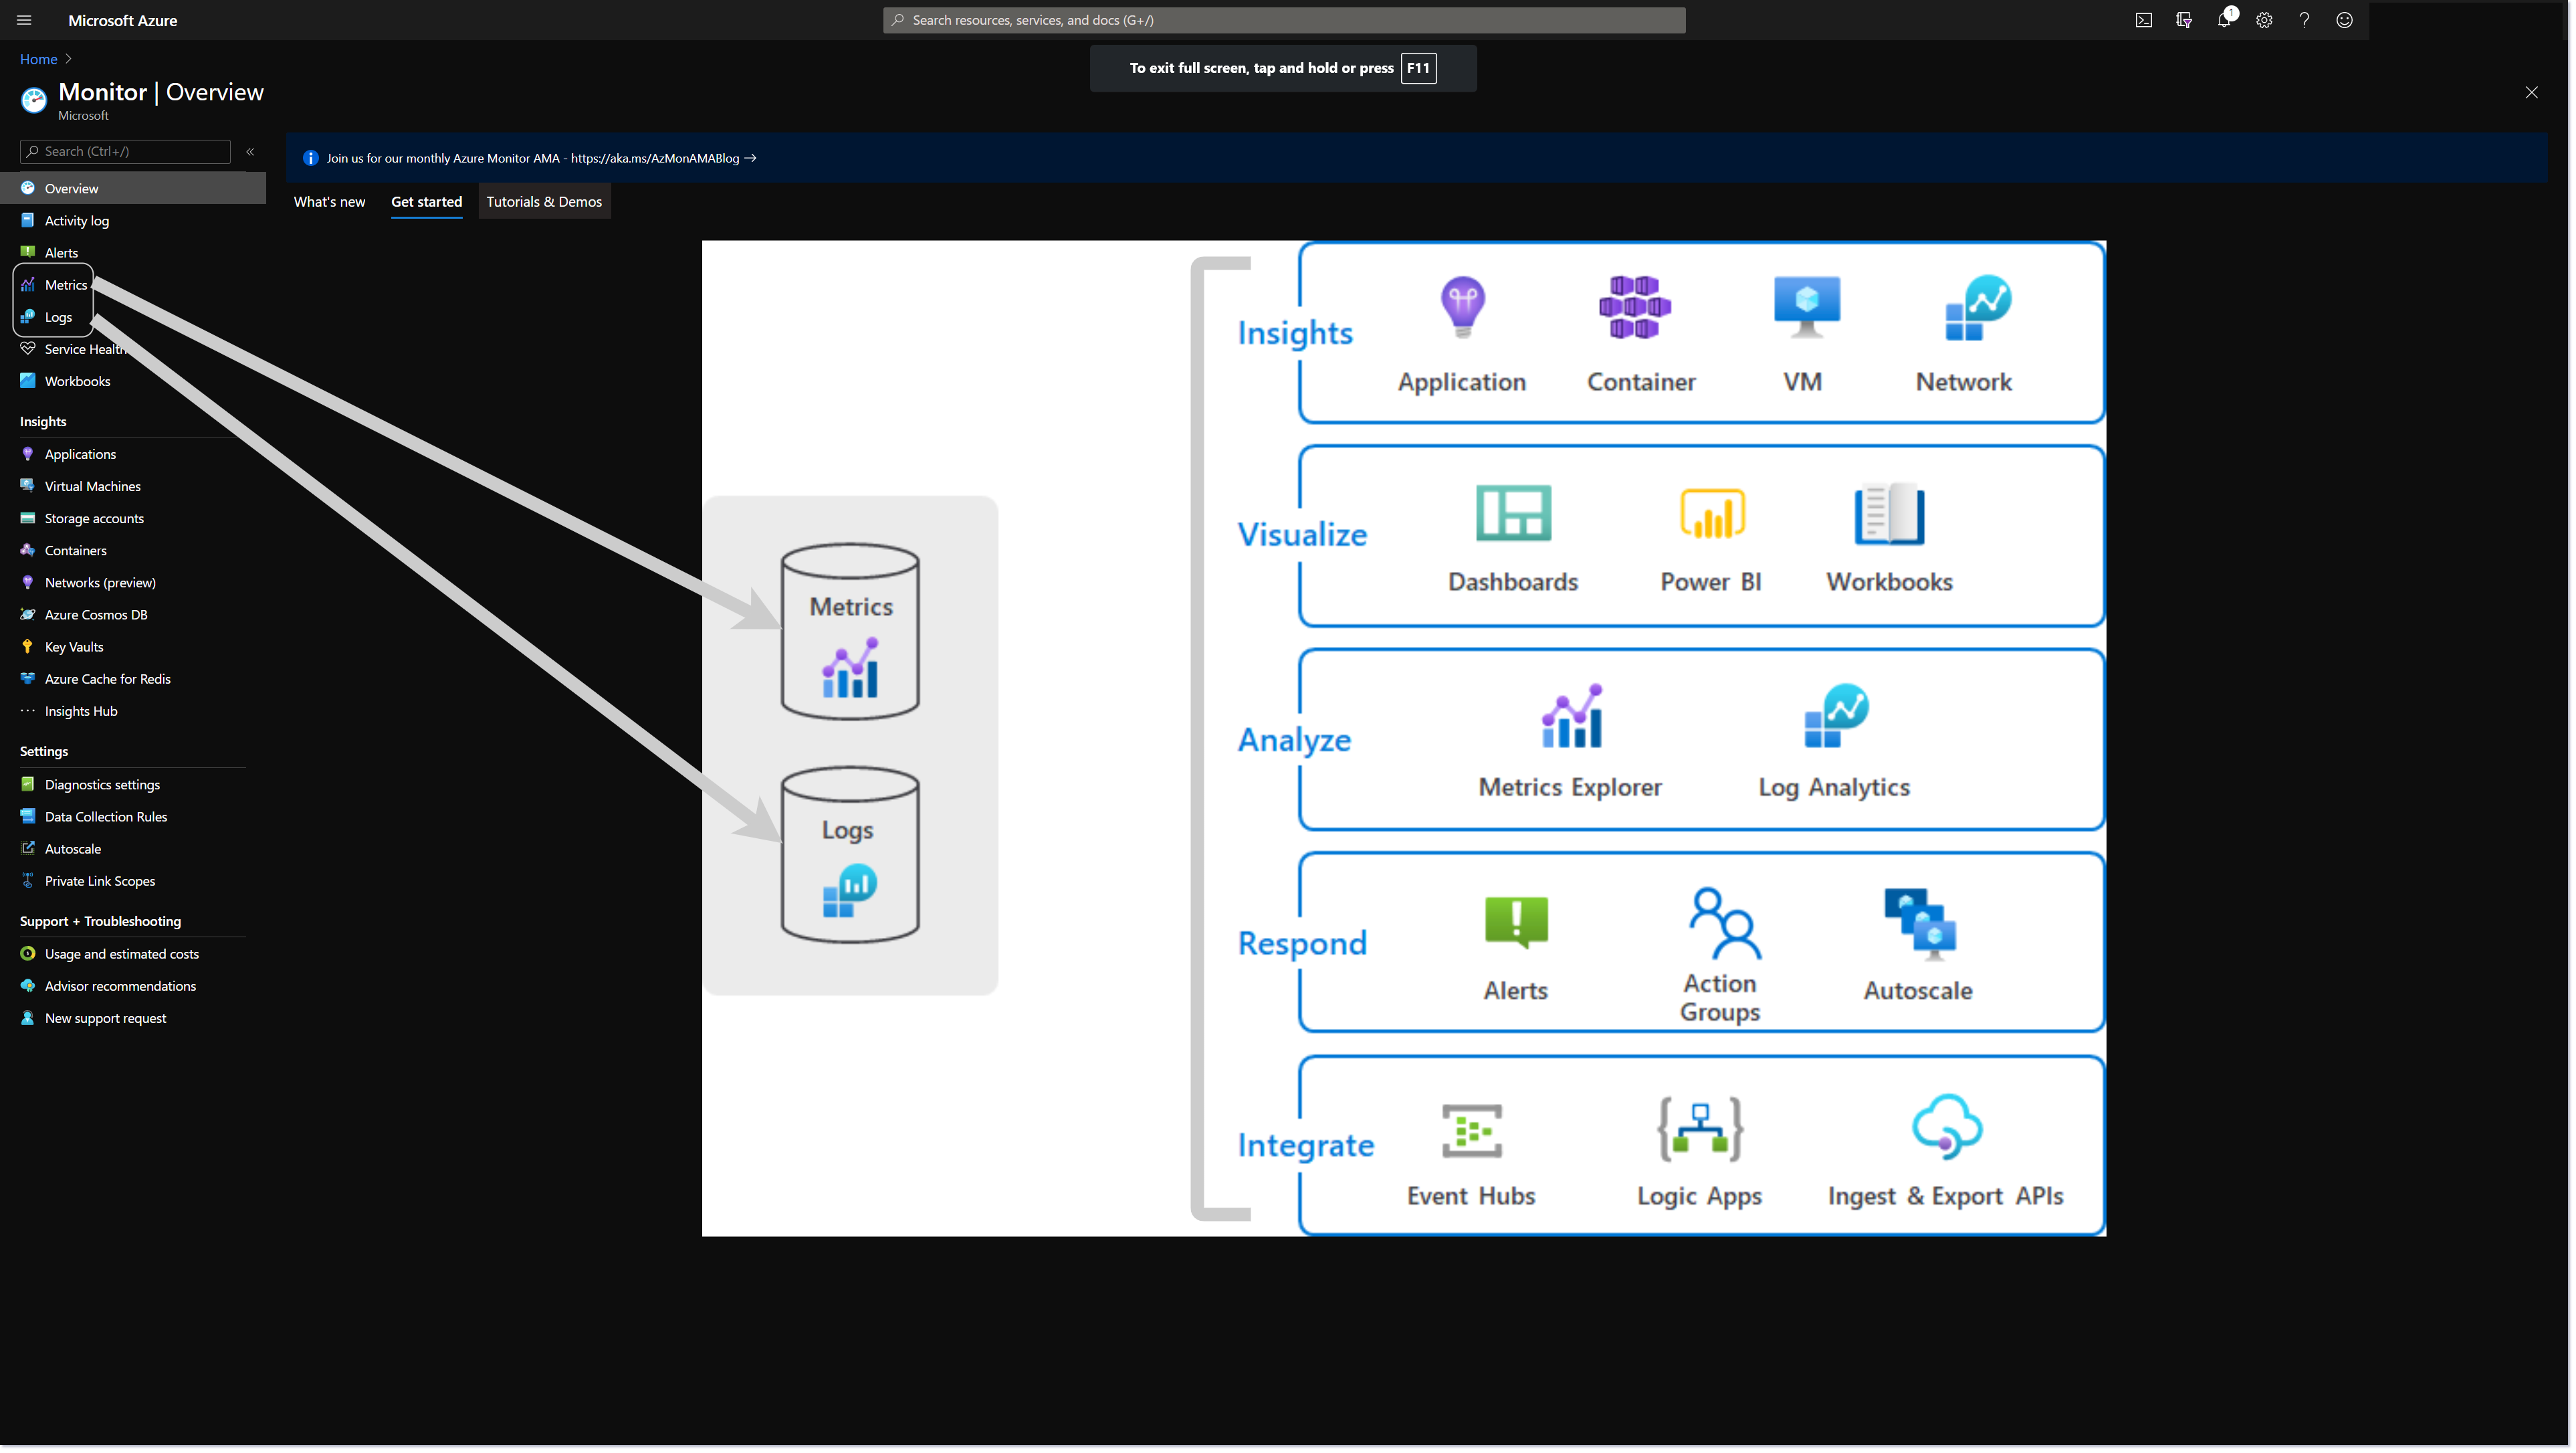 Microsoft Azure
Search resources, services, and docs (G+/)
1
Home
To exit full screen, tap and hold or press F11
Monitor | Overview
Microsoft
Search (Ctrl+/)
Join us for our monthly Azure Monitor AMA - https://aka.ms/AzMonAMABlog
Overview
Activity log
Alerts
Metrics
Logs
Service Health
Workbooks
Insights
Applications
Virtual Machines
Storage accounts
Containers
Networks (preview)
Azure Cosmos DB
Key Vaults
Azure Cache for Redis
Insights Hub
Settings
Diagnostics settings
Data Collection Rules
Autoscale
Private Link Scopes
Support + Troubleshooting
Usage and estimated costs
Advisor recommendations
New support request
What's new
Get started
Tutorials & Demos
Metrics
Logs
Insights
Application
Container
VM
Network
Visualize
Dashboards
Power BI
Workbooks
Analyze
Metrics Explorer
Log Analytics
Respond
Alerts
Action
Groups
Autoscale
Integrate
Event Hubs
Logic Apps
Ingest & Export APIs